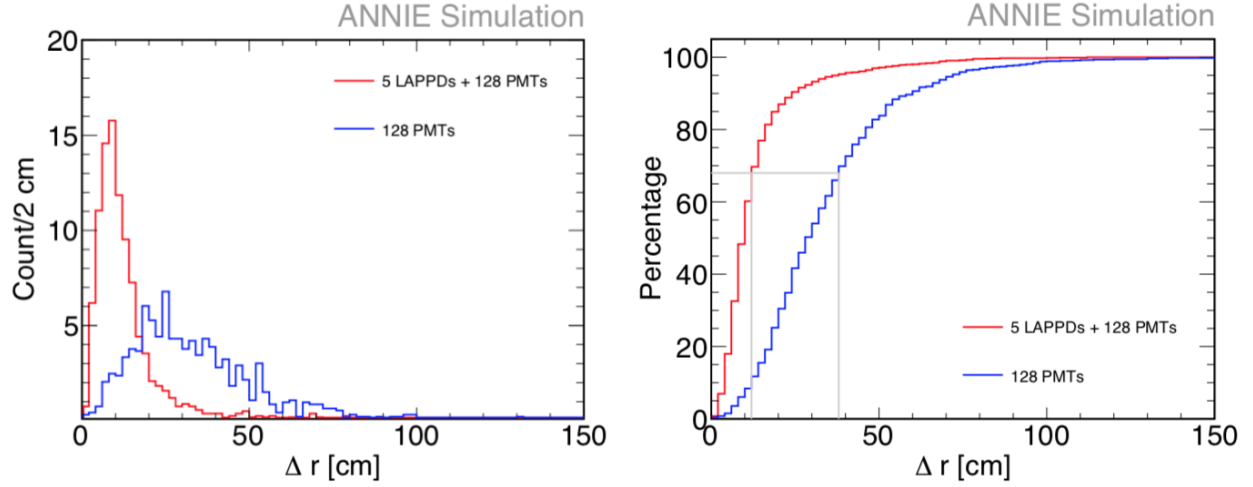 ANNIE Simulation
20
15
10
5
0
Count/2 cm
5 LAPPDs + 128 PMTs
128 PMTs
0 50 100 150
Δ r [cm]
ANNIE Simulation
100
80
60
40
20
0
Percentage
5 LAPPDs + 128 PMTs
128 PMTs
0 50 100 150
Δ r [cm]